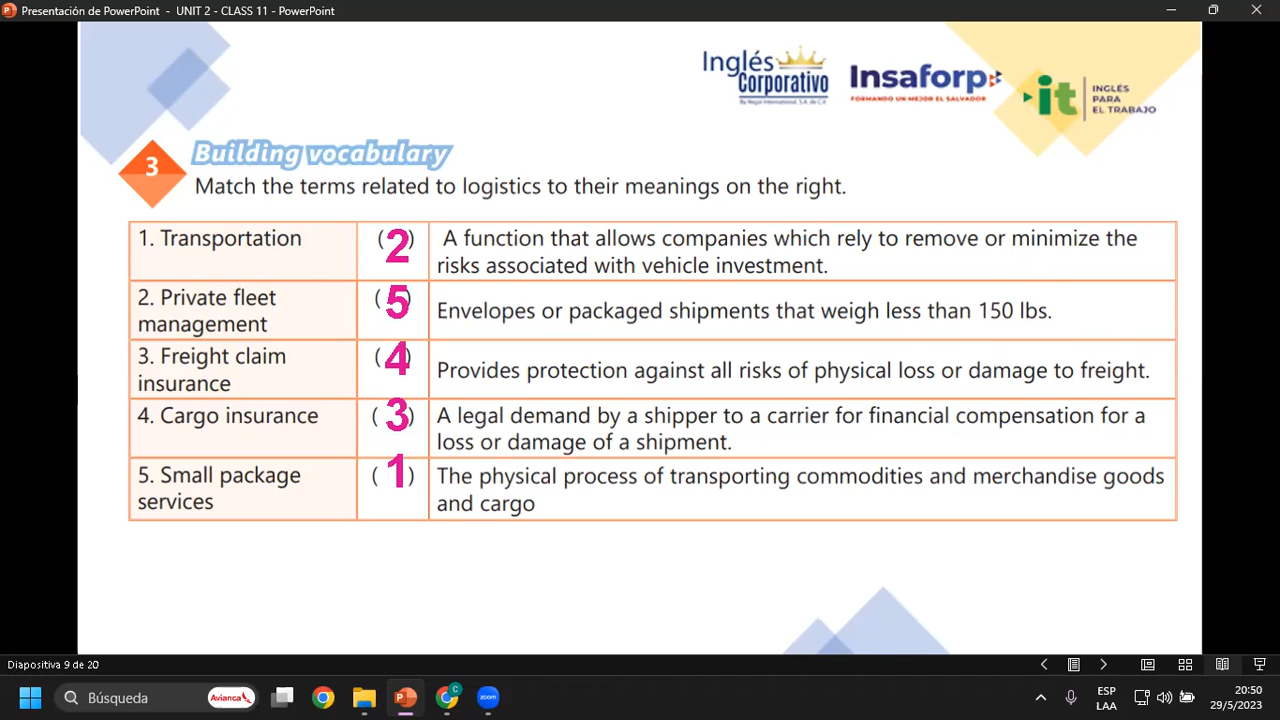 Presentación de PowerPoint - UNIT 2 - CLASS 11 - PowerPoint
Inglés
Corporativo
By Regal International, S.A. de C.V.
Insaforp
FORMANDO UN MEJOR EL SALVADOR
it
INGLÉS
PARA
EL TRABAJO
3
Building vocabulary
Match the terms related to logistics to their meanings on the right.
1. Transportation
(2)
A function that allows companies which rely to remove or minimize the
risks associated with vehicle investment.
2. Private fleet
management
(5)
Envelopes or packaged shipments that weigh less than 150 lbs.
3. Freight claim
insurance
(4)
Provides protection against all risks of physical loss or damage to freight.
4. Cargo insurance
(3)
A legal demand by a shipper to a carrier for financial compensation for a
loss or damage of a shipment.
5. Small package
services
(1)
The physical process of transporting commodities and merchandise goods
and cargo
Diapositiva 9 de 20
Búsqueda
Avianca
C
zoom
ESP
LAA
20:50
29/5/2023